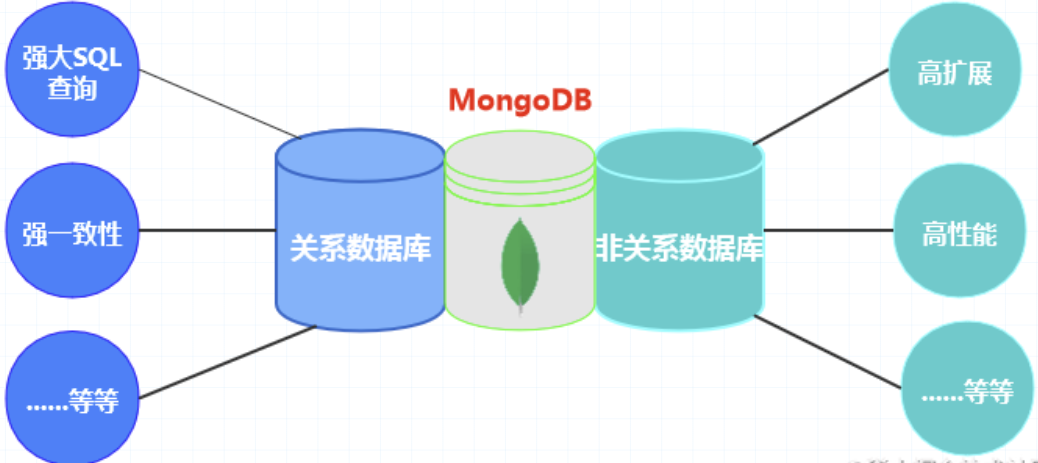 强大SQL
查询
强一致性
......等等
MongoDB
关系数据库
非关系数据库
高扩展
高性能
......等等